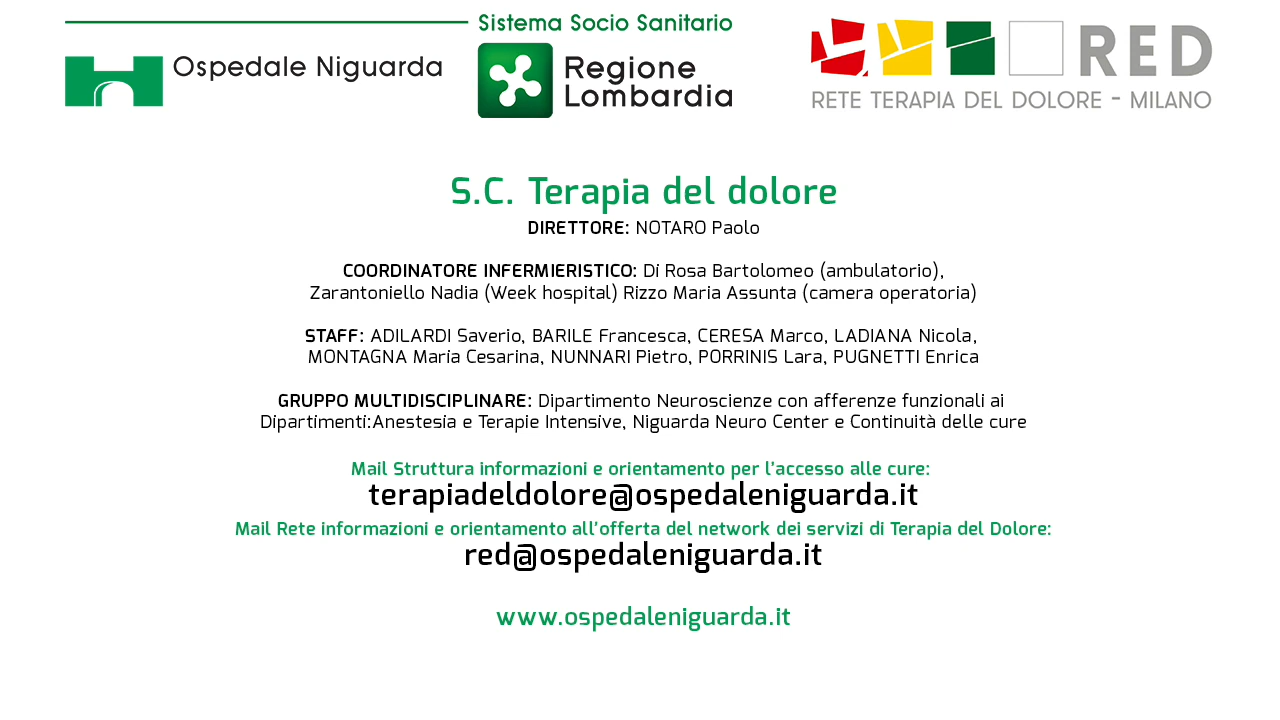 Sistema Socio Sanitario
Ospedale Niguarda
Regione
Lombardia
RED
RETE TERAPIA DEL DOLORE - MILANO
S.C. Terapia del dolore
DIRETTORE: NOTARO Paolo
COORDINATORE INFERMIERISTICO: Di Rosa Bartolomeo (ambulatorio),
Zarantoniello Nadia (Week hospital) Rizzo Maria Assunta (camera operatoria)
STAFF: ADILARDI Saverio, BARILE Francesca, CERESA Marco, LADIANA Nicola,
MONTAGNA Maria Cesarina, NUNNARI Pietro, PORRINIS Lara, PUGNETTI Enrica
GRUPPO MULTIDISCIPLINARE: Dipartimento Neuroscienze con afferenze funzionali ai
Dipartimenti:Anestesia e Terapie Intensive, Niguarda Neuro Center e Continuità delle cure
Mail Struttura informazioni e orientamento per l'accesso alle cure:
terapiadeldolore@ospedaleniguarda.it
Mail Rete informazioni e orientamento all'offerta del network dei servizi di Terapia del Dolore:
red@ospedaleniguarda.it
www.ospedaleniguarda.it